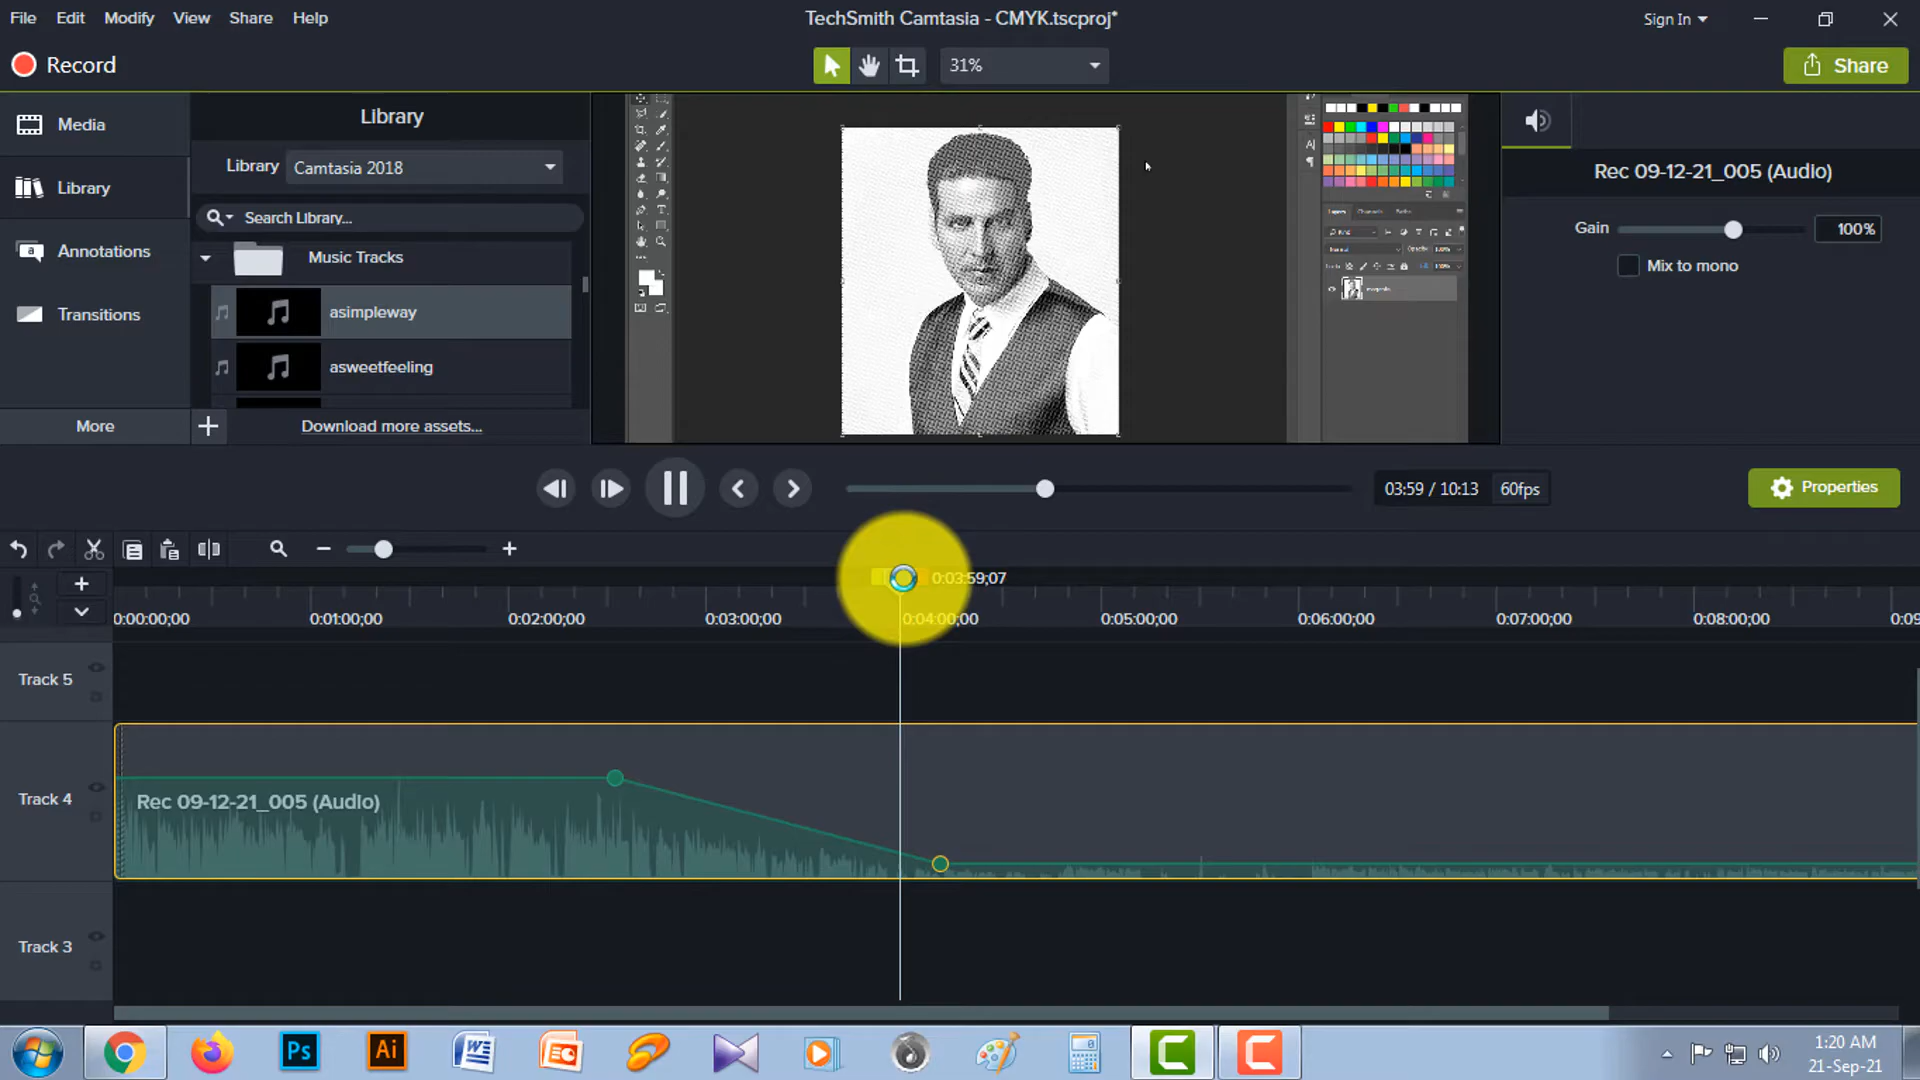 File Edit Modify View Share Help
TechSmith Camtasia - CMYK.tscproj*
Sign In
Record
31%
Share
Media
Library
Annotations
Transitions
More
Library
Library Camtasia 2018
Search Library...
Music Tracks
asimpleway
asweetfeeling
Download more assets...
Rec 09-12-21_005 (Audio)
Gain 100%
Mix to mono
03:59 / 10:13 60fps
Properties
0:03:59;07
0:00:00;00 0:01:00;00 0:02:00;00 0:03:00;00 0:04:00;00 0:05:00;00 0:06:00;00 0:07:00;00 0:08:00;00 0:09
Track 5
Track 4
Rec 09-12-21_005 (Audio)
Track 3
Ps
Ai
1:20 AM
21-Sep-21